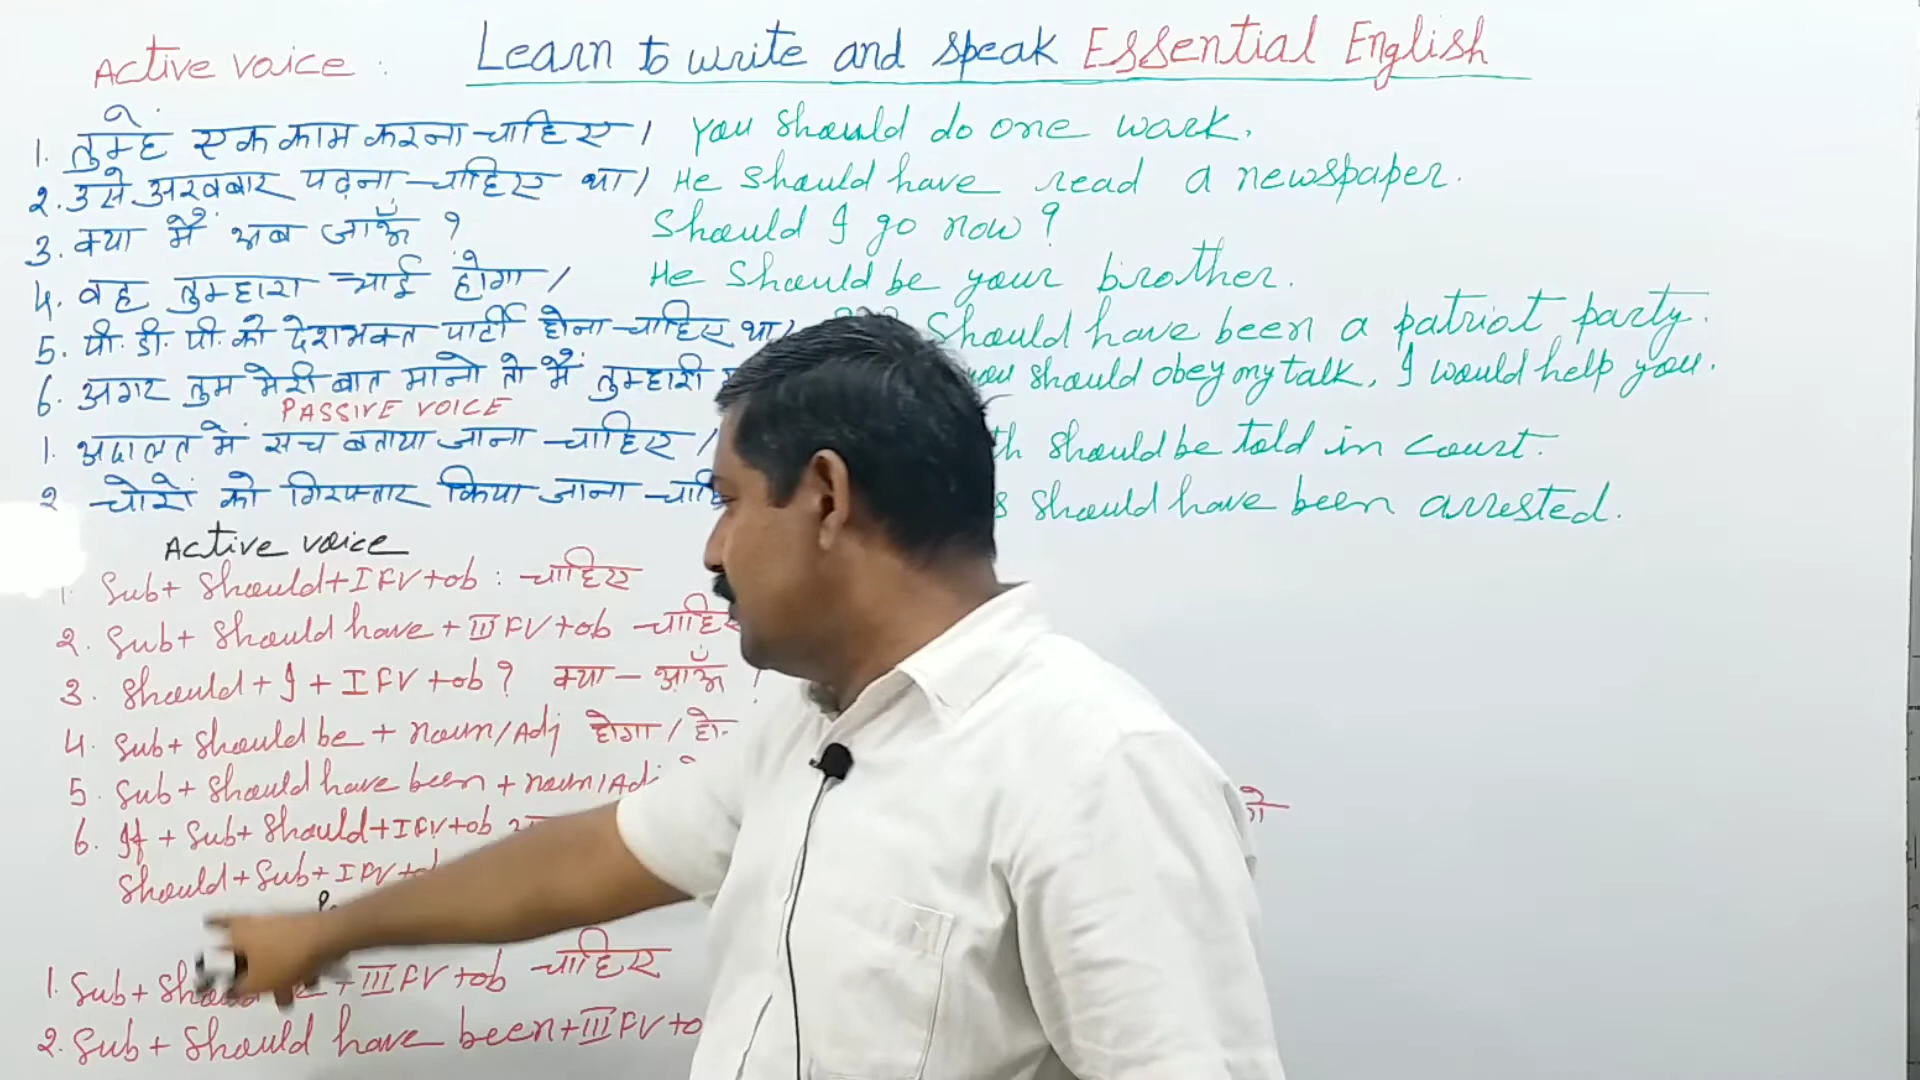 Active voice :
Learn to write and speak Essential English
1. तुम्हें एक काम करना चाहिए । You should do one work.
2. उसे अखबार पढ़ना चाहिए था । He should have read a newspaper.
3. क्या मैं अब जाऊँ ? Should I go now ?
4. वह तुम्हारा भाई होगा । He should be your brother.
5. पी. डी. पी. को देशभक्त पार्टी होना चाहिए था । should have been a patriot party.
6. अगर तुम मेरी बात मानो तो मैं तुम्हारी you should obey my talk, I would help you.
PASSIVE VOICE
1. अदालत में सच बताया जाना चाहिए । should be told in court.
2 चोरों को गिरफ्तार किया जाना should have been arrested.
Active voice
1. Sub + Should + I FV + ob : चाहिए
2. Sub + Should have + III FV + ob
3. Should + I + I FV + ob ? क्या —
4. Sub + Should be + noun/Adj होगा /
5. Sub + Should have been + noun/Adj
6. If + Sub + Should + I FV + ob
Should + Sub + I FV + ob
1. Sub + + III FV + ob चाहिए
2. Sub + Should have been + III FV +